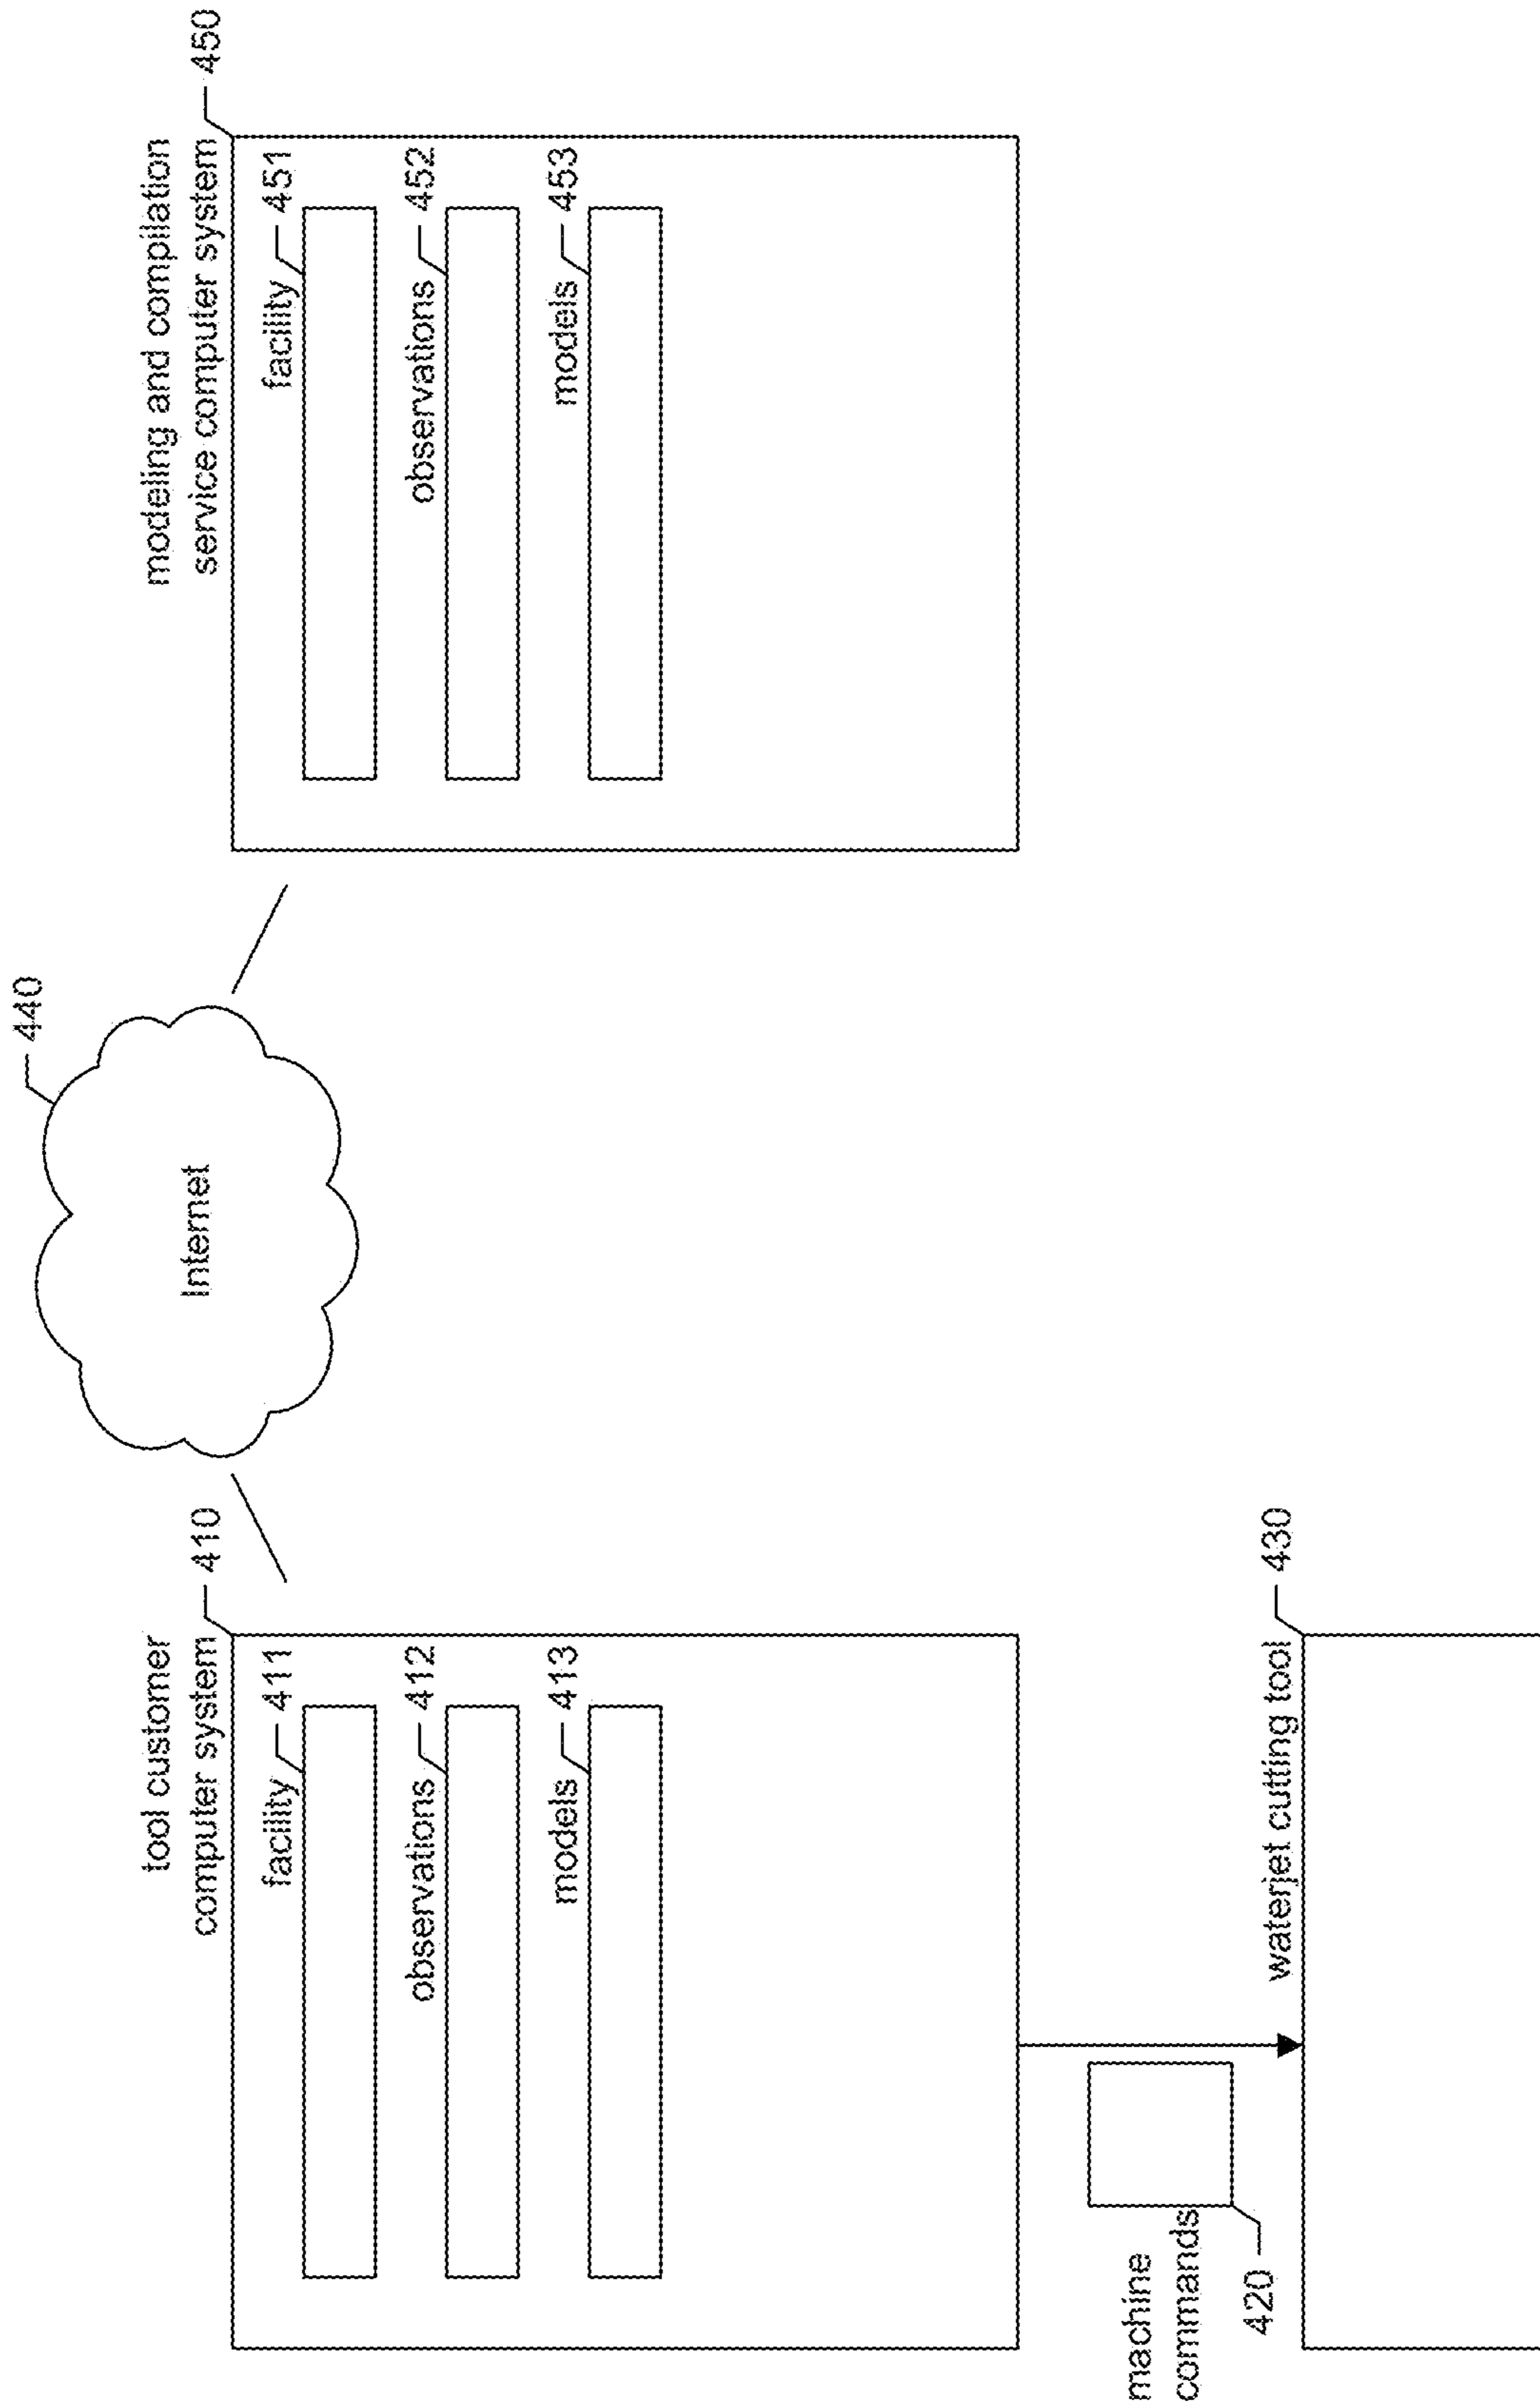 tool customer
computer system
410
facility
411
observations
412
models
413
machine
commands
420
waterjet cutting tool
430
440
Internet
modeling and compilation
service computer system
450
facility
451
observations
452
models
453